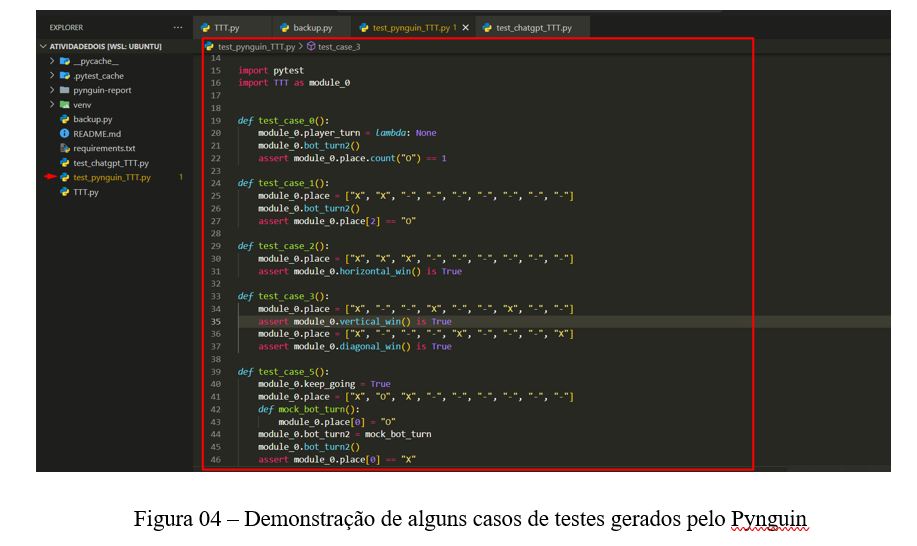 EXPLORER ...
TTT.py backup.py test_pynguin_TTT.py 1 test_chatgpt_TTT.py
ATIVIDADEDOIS [WSL: UBUNTU]
test_pynguin_TTT.py > test_case_3
__pycache__
.pytest_cache
pynguin-report
venv
backup.py
README.md
requirements.txt
test_chatgpt_TTT.py
test_pynguin_TTT.py 1
TTT.py
14
15 import pytest
16 import TTT as module_0
17
18
19 def test_case_0():
20 module_0.player_turn = lambda: None
21 module_0.bot_turn2()
22 assert module_0.place.count("O") == 1
23
24 def test_case_1():
25 module_0.place = ["X", "X", "-", "-", "-", "-", "-", "-", "-"]
26 module_0.bot_turn2()
27 assert module_0.place[2] == "O"
28
29 def test_case_2():
30 module_0.place = ["X", "X", "X", "-", "-", "-", "-", "-", "-"]
31 assert module_0.horizontal_win() is True
32
33 def test_case_3():
34 module_0.place = ["X", "-", "-", "X", "-", "-", "X", "-", "-"]
35 assert module_0.vertical_win() is True
36 module_0.place = ["X", "-", "-", "-", "X", "-", "-", "-", "X"]
37 assert module_0.diagonal_win() is True
38
39 def test_case_5():
40 module_0.keep_going = True
41 module_0.place = ["X", "O", "X", "-", "-", "-", "-", "-", "-"]
42 def mock_bot_turn():
43 module_0.place[0] = "O"
44 module_0.bot_turn2 = mock_bot_turn
45 module_0.bot_turn2()
46 assert module_0.place[0] == "X"
Figura 04 – Demonstração de alguns casos de testes gerados pelo Pynguin